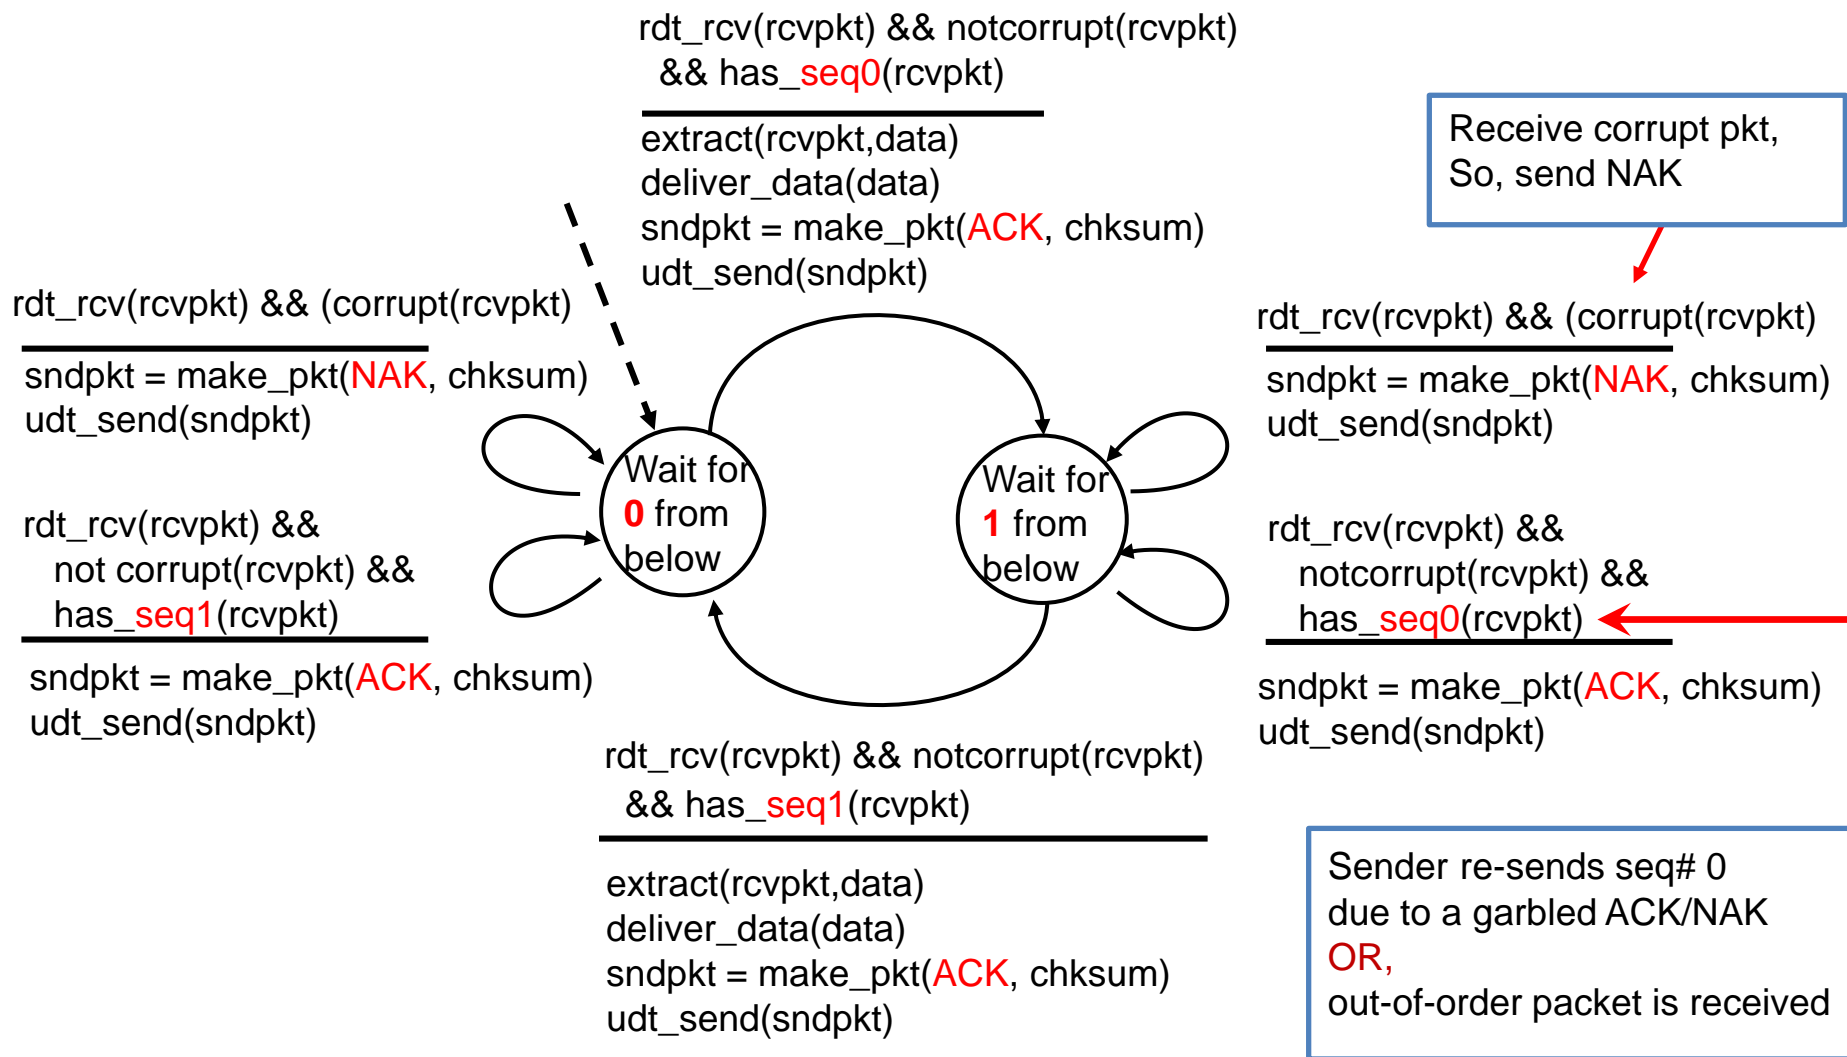 rdt_rcv(rcvpkt) && notcorrupt(rcvpkt)
&& has_seq0(rcvpkt)
extract(rcvpkt,data)
deliver_data(data)
sndpkt = make_pkt(ACK, chksum)
udt_send(sndpkt)
Receive corrupt pkt,
So, send NAK
rdt_rcv(rcvpkt) && (corrupt(rcvpkt)
sndpkt = make_pkt(NAK, chksum)
udt_send(sndpkt)
rdt_rcv(rcvpkt) &&
not corrupt(rcvpkt) &&
has_seq1(rcvpkt)
sndpkt = make_pkt(ACK, chksum)
udt_send(sndpkt)
Wait for
0 from
below
Wait for
1 from
below
rdt_rcv(rcvpkt) && (corrupt(rcvpkt)
sndpkt = make_pkt(NAK, chksum)
udt_send(sndpkt)
rdt_rcv(rcvpkt) &&
notcorrupt(rcvpkt) &&
has_seq0(rcvpkt)
sndpkt = make_pkt(ACK, chksum)
udt_send(sndpkt)
rdt_rcv(rcvpkt) && notcorrupt(rcvpkt)
&& has_seq1(rcvpkt)
extract(rcvpkt,data)
deliver_data(data)
sndpkt = make_pkt(ACK, chksum)
udt_send(sndpkt)
Sender re-sends seq# 0
due to a garbled ACK/NAK
OR,
out-of-order packet is received